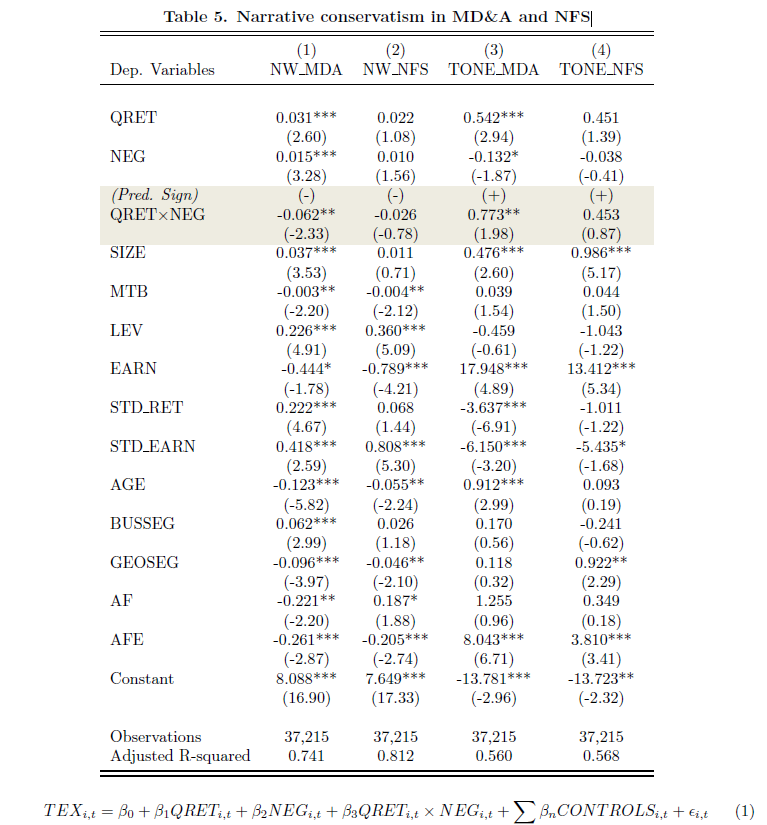 Table 5. Narrative conservatism in MD&A and NFS
(1) (2) (3) (4)
Dep. Variables NW_MDA NW_NFS TONE_MDA TONE_NFS
QRET 0.031*** 0.022 0.542*** 0.451
(2.60) (1.08) (2.94) (1.39)
NEG 0.015*** 0.010 -0.132* -0.038
(3.28) (1.56) (-1.87) (-0.41)
(Pred. Sign) (-) (-) (+) (+)
QRET×NEG -0.062** -0.026 0.773** 0.453
(-2.33) (-0.78) (1.98) (0.87)
SIZE 0.037*** 0.011 0.476*** 0.986***
(3.53) (0.71) (2.60) (5.17)
MTB -0.003** -0.004** 0.039 0.044
(-2.20) (-2.12) (1.54) (1.50)
LEV 0.226*** 0.360*** -0.459 -1.043
(4.91) (5.09) (-0.61) (-1.22)
EARN -0.444* -0.789*** 17.948*** 13.412***
(-1.78) (-4.21) (4.89) (5.34)
STD_RET 0.222*** 0.068 -3.637*** -1.011
(4.67) (1.44) (-6.91) (-1.22)
STD_EARN 0.418*** 0.808*** -6.150*** -5.435*
(2.59) (5.30) (-3.20) (-1.68)
AGE -0.123*** -0.055** 0.912*** 0.093
(-5.82) (-2.24) (2.99) (0.19)
BUSSEG 0.062*** 0.026 0.170 -0.241
(2.99) (1.18) (0.56) (-0.62)
GEOSEG -0.096*** -0.046** 0.118 0.922**
(-3.97) (-2.10) (0.32) (2.29)
AF -0.221** 0.187* 1.255 0.349
(-2.20) (1.88) (0.96) (0.18)
AFE -0.261*** -0.205*** 8.043*** 3.810***
(-2.87) (-2.74) (6.71) (3.41)
Constant 8.088*** 7.649*** -13.781*** -13.723**
(16.90) (17.33) (-2.96) (-2.32)
Observations 37,215 37,215 37,215 37,215
Adjusted R-squared 0.741 0.812 0.560 0.568
TEX_{i,t} = β_0 + β_1QRET_{i,t} + β_2NEG_{i,t} + β_3QRET_{i,t} × NEG_{i,t} + ∑ β_nCONTROLS_{i,t} + ϵ_{i,t} (1)